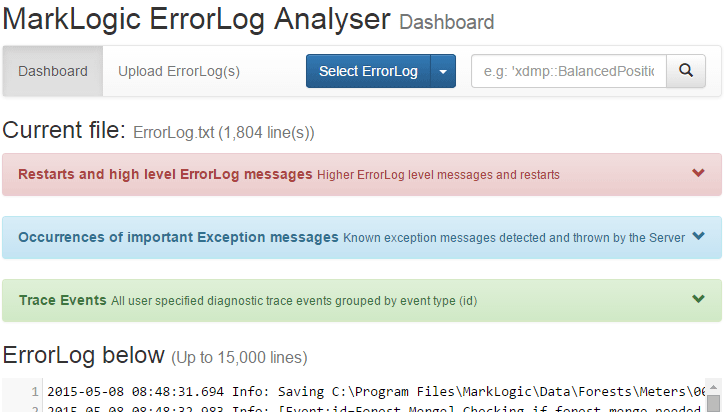 MarkLogic ErrorLog Analyser Dashboard
Dashboard Upload ErrorLog(s) Select ErrorLog e.g: 'xdmp::BalancedPositio
Current file: ErrorLog.txt (1,804 line(s))
Restarts and high level ErrorLog messages Higher ErrorLog level messages and restarts
Occurrences of important Exception messages Known exception messages detected and thrown by the Server
Trace Events All user specified diagnostic trace events grouped by event type (id)
ErrorLog below (Up to 15,000 lines)
1 2015-05-08 08:48:31.694 Info: Saving C:\Program Files\MarkLogic\Data\Forests\Meters\00
2 2015-05-08 08:48:32.983 Info: [Event:id=Forest Merge] Checking if forest merge needed